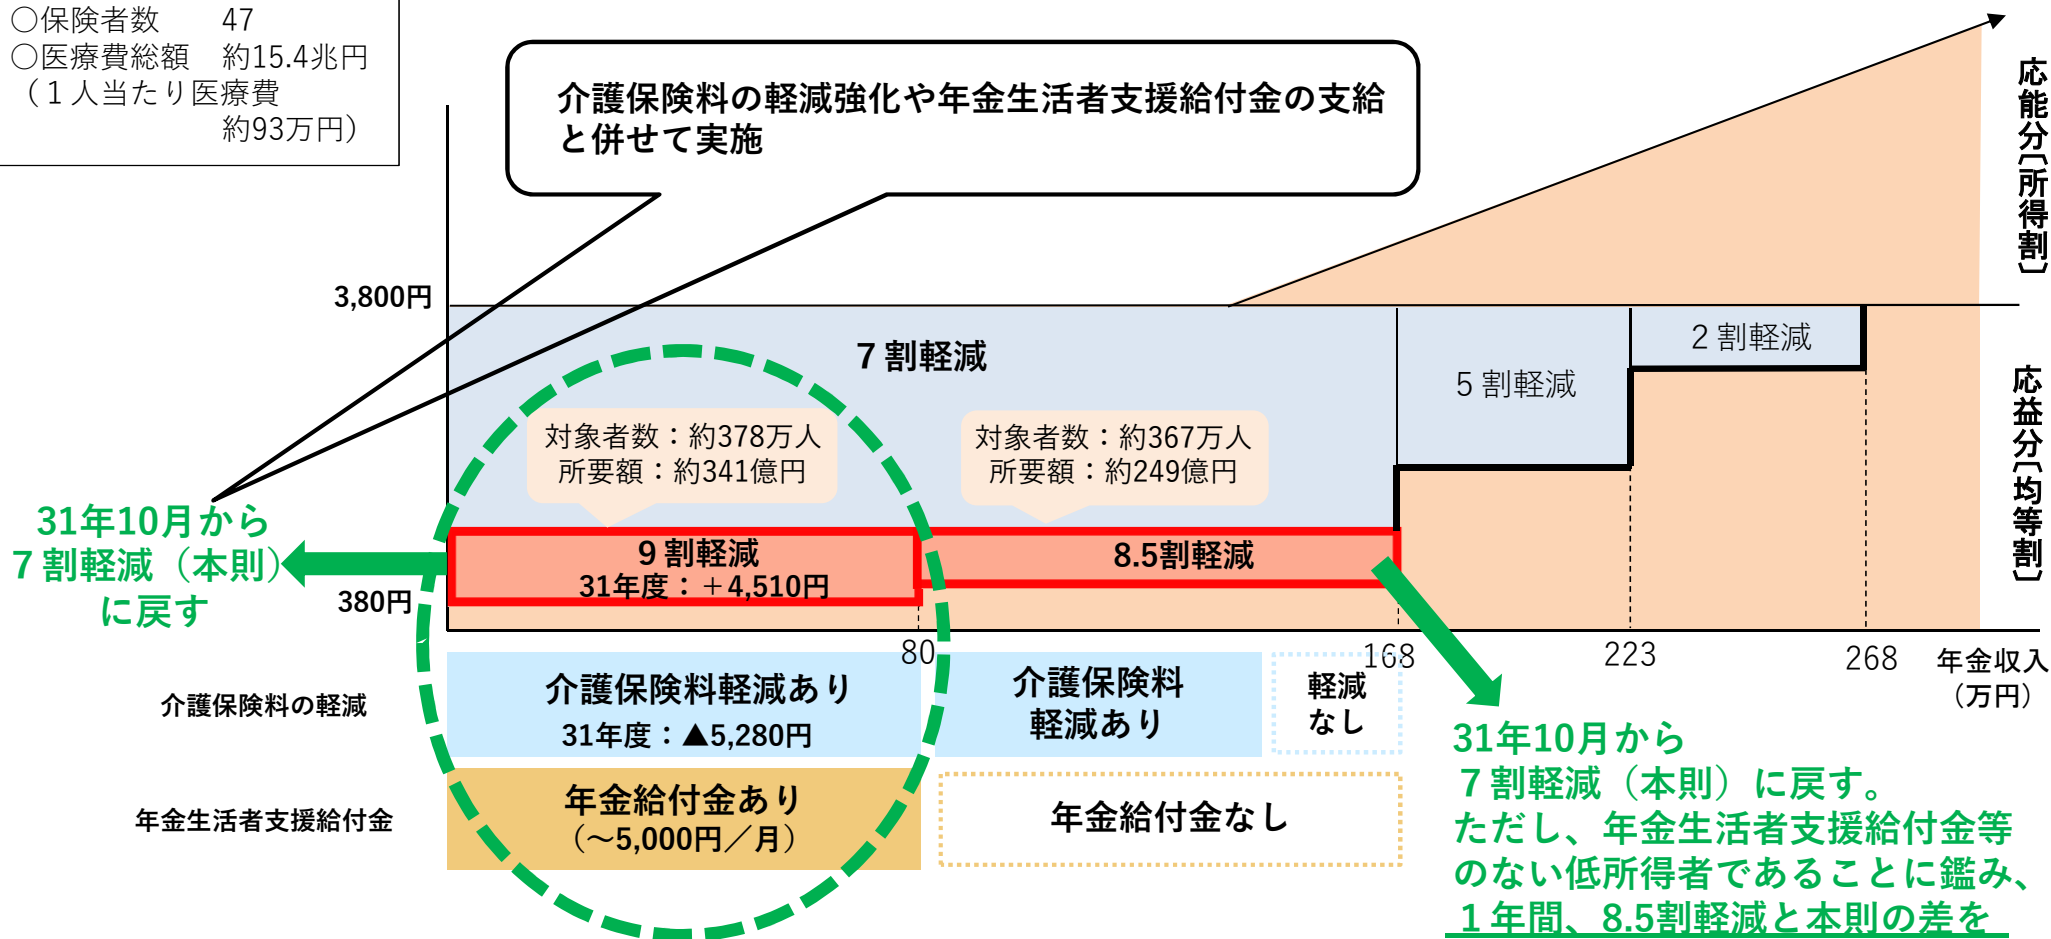 ○保険者数　47
○医療費総額　約15.4兆円
（１人当たり医療費
約93万円）
介護保険料の軽減強化や年金生活者支援給付金の支給
と併せて実施
応能分〔所得割〕
3,800円
７割軽減
５割軽減
２割軽減
応益分〔均等割〕
対象者数：約378万人
所要額：約341億円
対象者数：約367万人
所要額：約249億円
31年10月から
７割軽減（本則）
に戻す
９割軽減
31年度：＋4,510円
8.5割軽減
380円
80
168
223
268
年金収入
（万円）
介護保険料の軽減
介護保険料軽減あり
31年度：▲5,280円
介護保険料
軽減あり
軽減
なし
年金生活者支援給付金
年金給付金あり
（～5,000円／月）
年金給付金なし
31年10月から
７割軽減（本則）に戻す。
ただし、年金生活者支援給付金等
のない低所得者であることに鑑み、
１年間、8.5割軽減と本則の差を